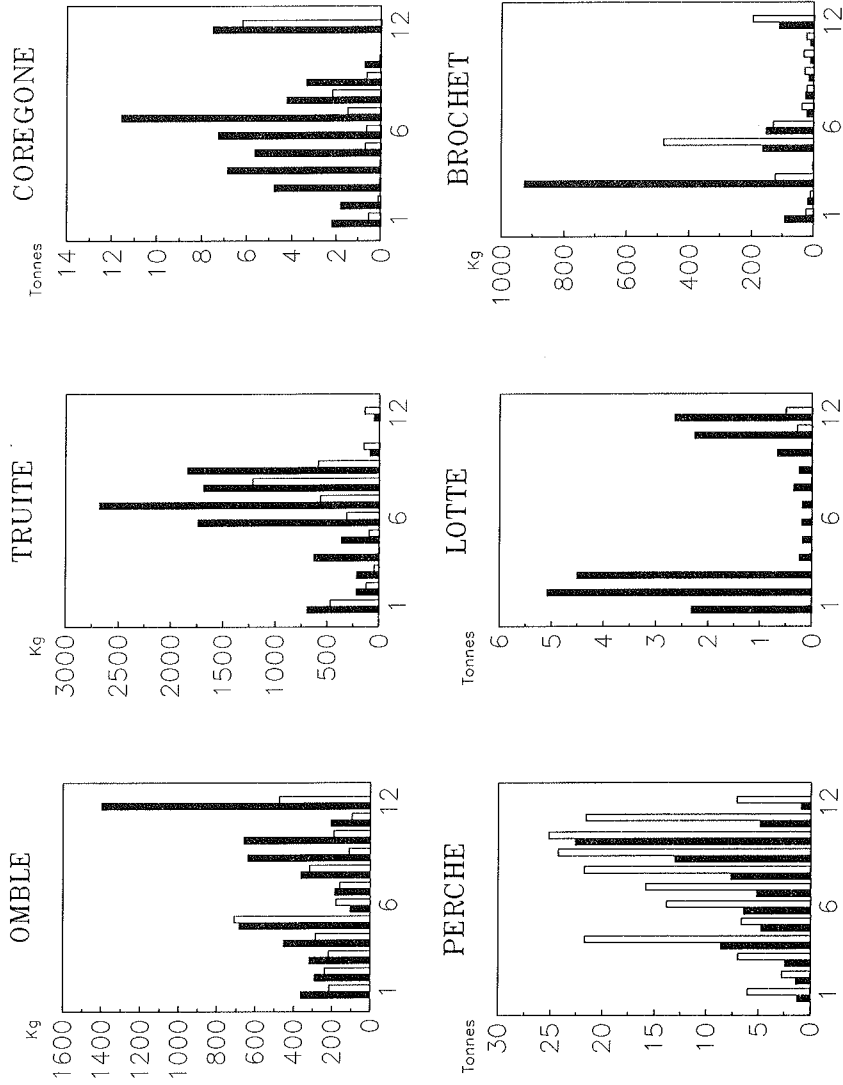 OMBLE
Kg
1600
1400
1200
1000
800
600
400
200
0
1 6 12
TRUITE
Kg
3000
2500
2000
1500
1000
500
0
1 6 12
COREGONE
Tonnes
14
12
10
8
6
4
2
0
1 6 12
PERCHE
Tonnes
30
25
20
15
10
5
0
1 6 12
LOTTE
Tonnes
6
5
4
3
2
1
0
1 6 12
BROCHET
Kg
1000
800
600
400
200
0
1 6 12